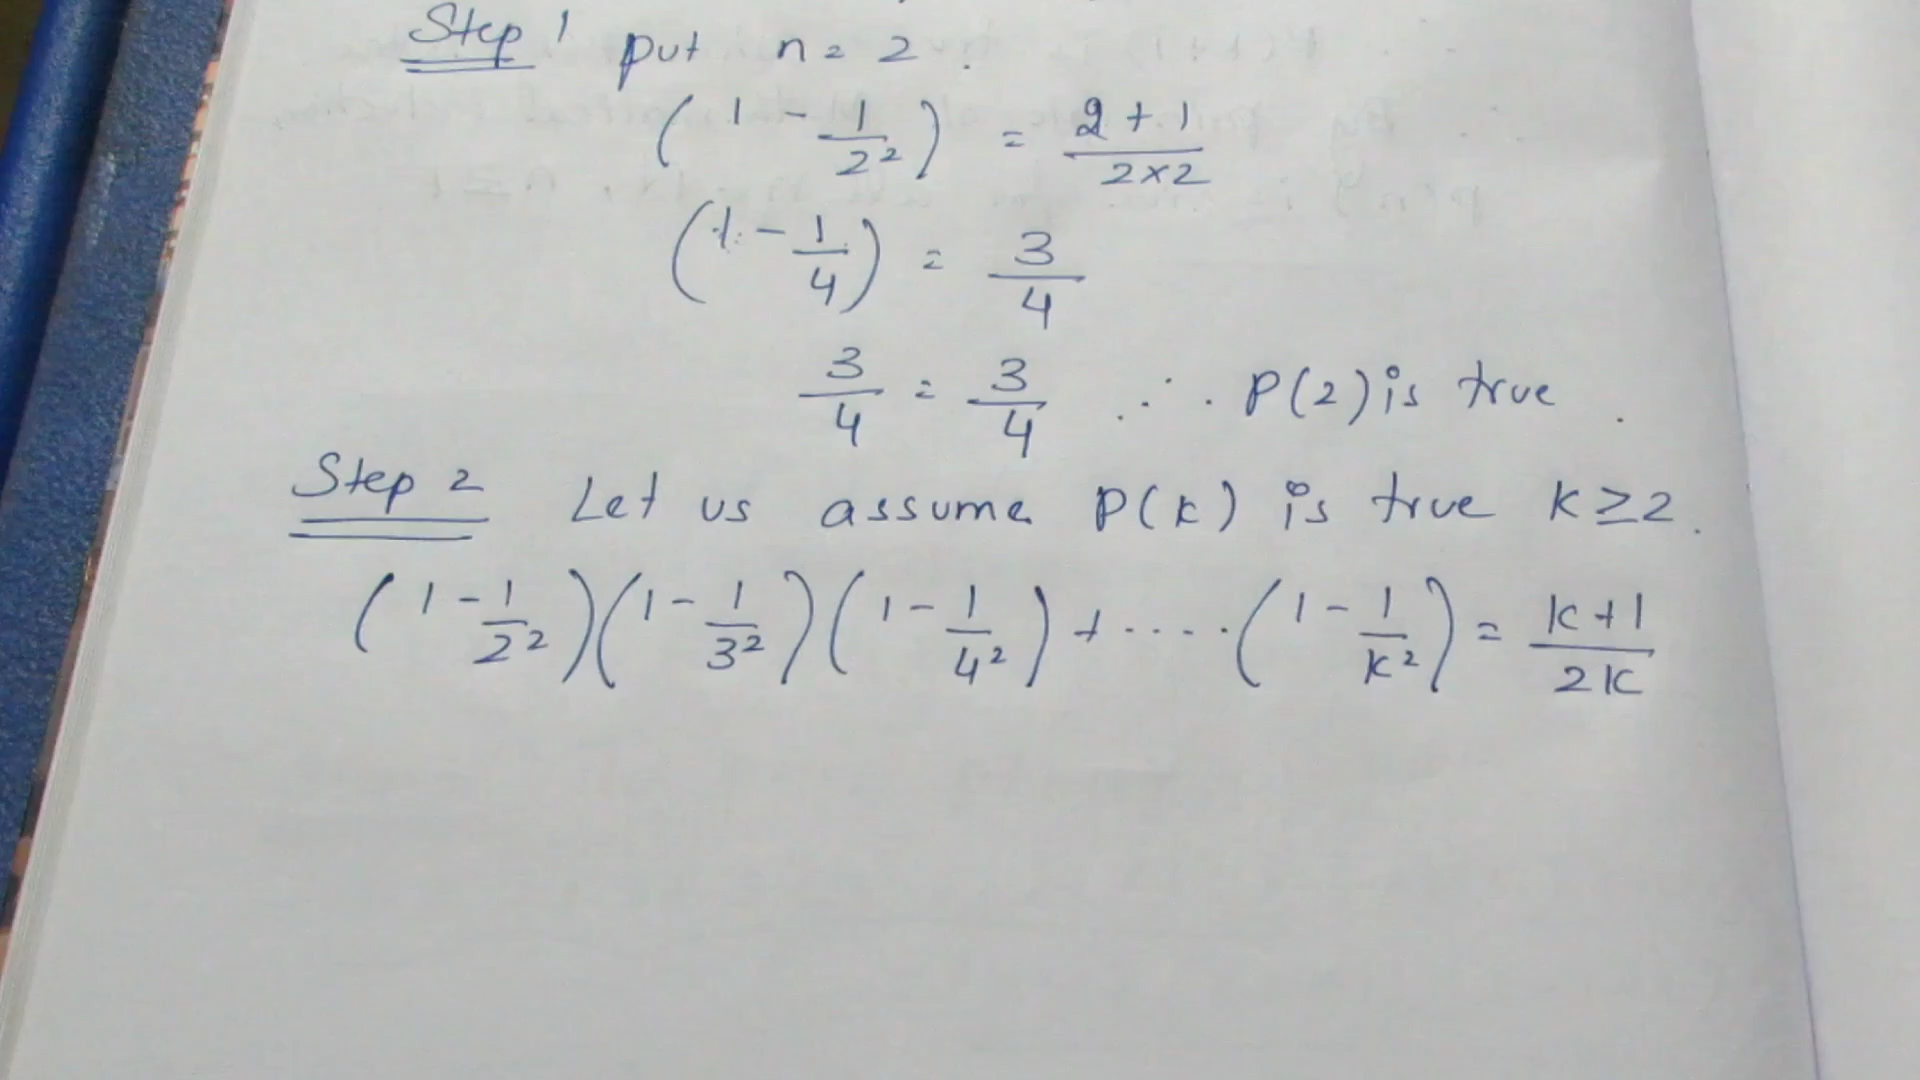 Step 1 put n = 2.
(1 - 1/2²) = 2+1/2×2
(1 - 1/4) = 3/4
3/4 = 3/4 ∴ P(2) is true.
Step 2 Let us assume P(k) is true k ≥ 2.
(1 - 1/2²)(1 - 1/3²)(1 - 1/4²) + .... (1 - 1/k²) = k+1/2k